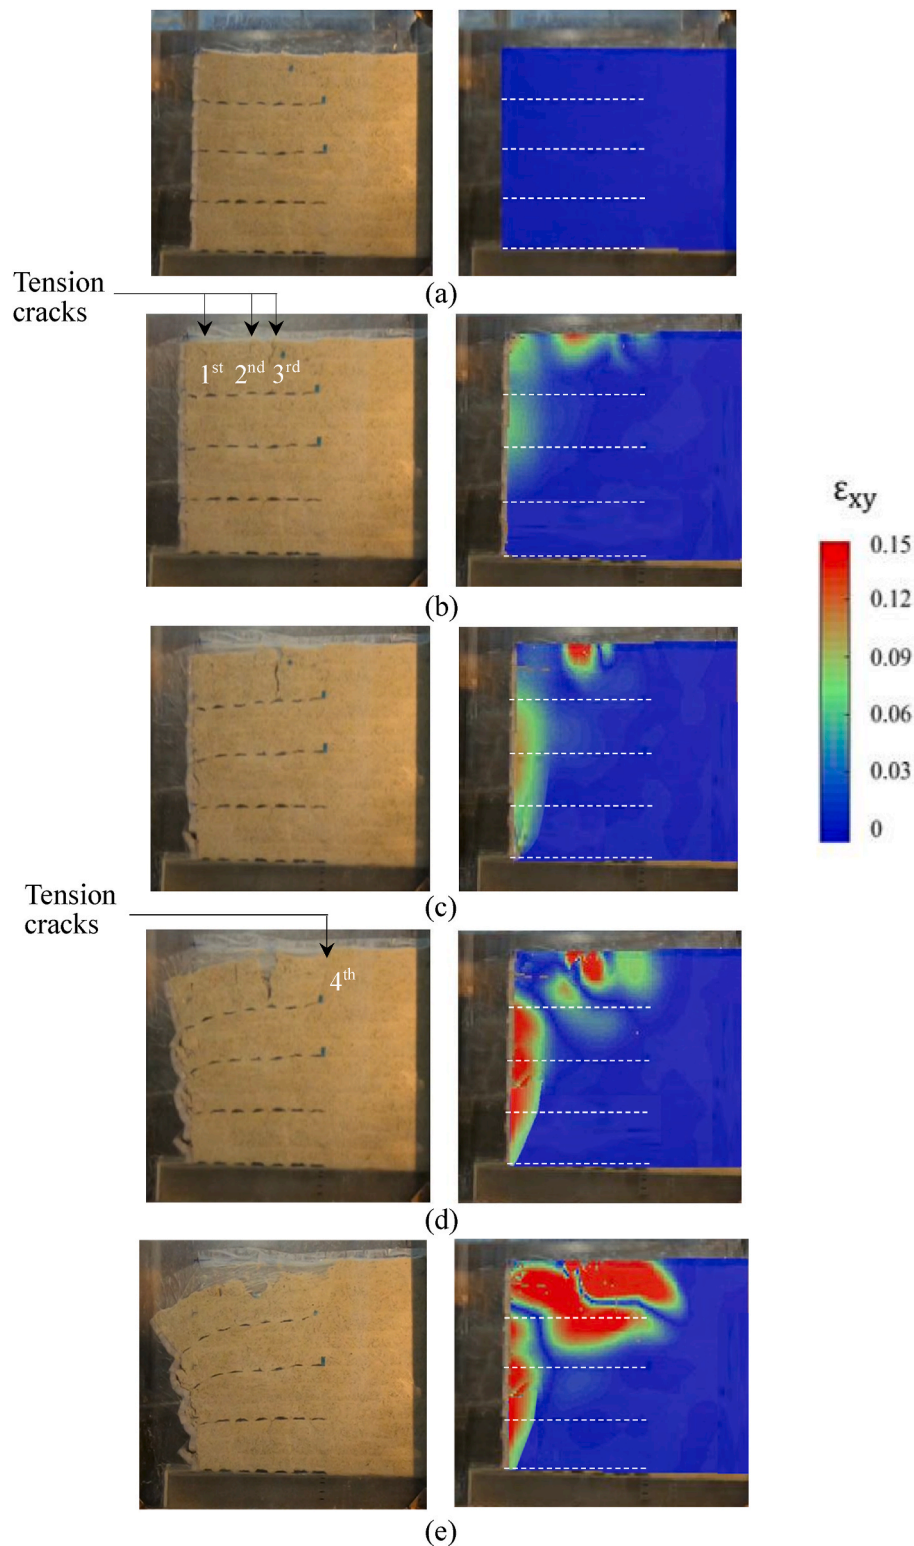 (a)
Tension
cracks
1st 2nd 3rd
(b)
εxy
0.15
0.12
0.09
0.06
0.03
0
(c)
Tension
cracks
4th
(d)
(e)